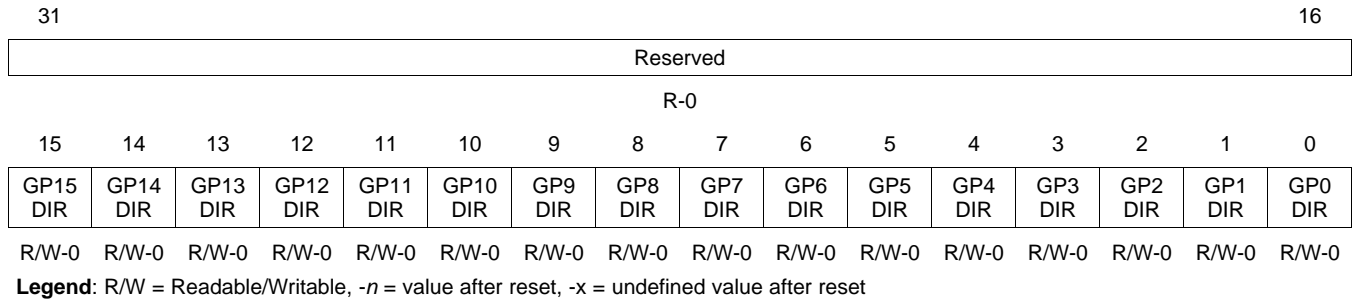 31 16
Reserved
R-0
15 14 13 12 11 10 9 8 7 6 5 4 3 2 1 0
GP15 GP14 GP13 GP12 GP11 GP10 GP9 GP8 GP7 GP6 GP5 GP4 GP3 GP2 GP1 GP0
DIR DIR DIR DIR DIR DIR DIR DIR DIR DIR DIR DIR DIR DIR DIR DIR
R/W-0 R/W-0 R/W-0 R/W-0 R/W-0 R/W-0 R/W-0 R/W-0 R/W-0 R/W-0 R/W-0 R/W-0 R/W-0 R/W-0 R/W-0 R/W-0
Legend: R/W = Readable/Writable, -n = value after reset, -x = undefined value after reset